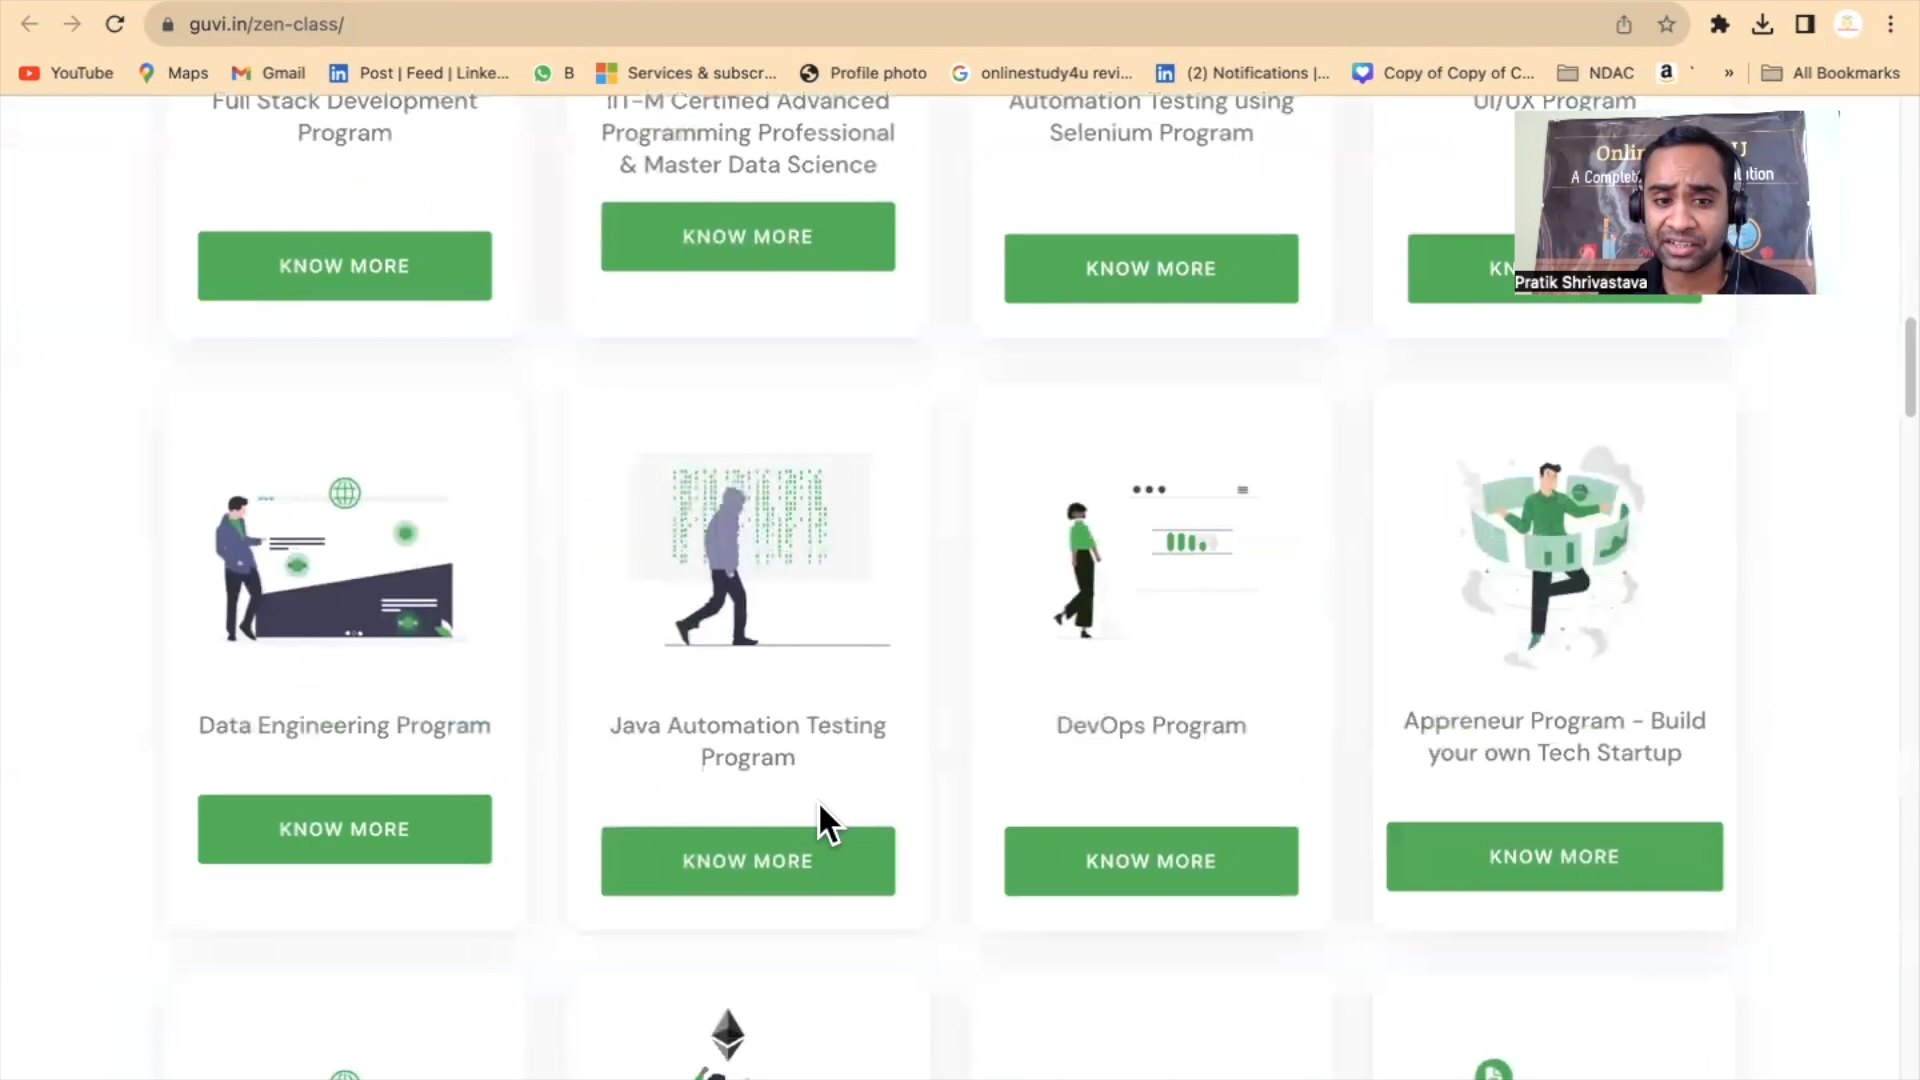 guvi.in/zen-class/
YouTube
Maps
Gmail
Post | Feed | Linke...
B
Services & subscr...
Profile photo
onlinestudy4u revi...
(2) Notifications |...
Copy of Copy of C...
NDAC
»
All Bookmarks
Full Stack Development
Program
KNOW MORE
IIT-M Certified Advanced
Programming Professional
& Master Data Science
KNOW MORE
Automation Testing using
Selenium Program
KNOW MORE
UI/UX Program
KN
Onlin
U
A Complet
ution
Pratik Shrivastava
Data Engineering Program
KNOW MORE
Java Automation Testing
Program
KNOW MORE
DevOps Program
KNOW MORE
Appreneur Program - Build
your own Tech Startup
KNOW MORE